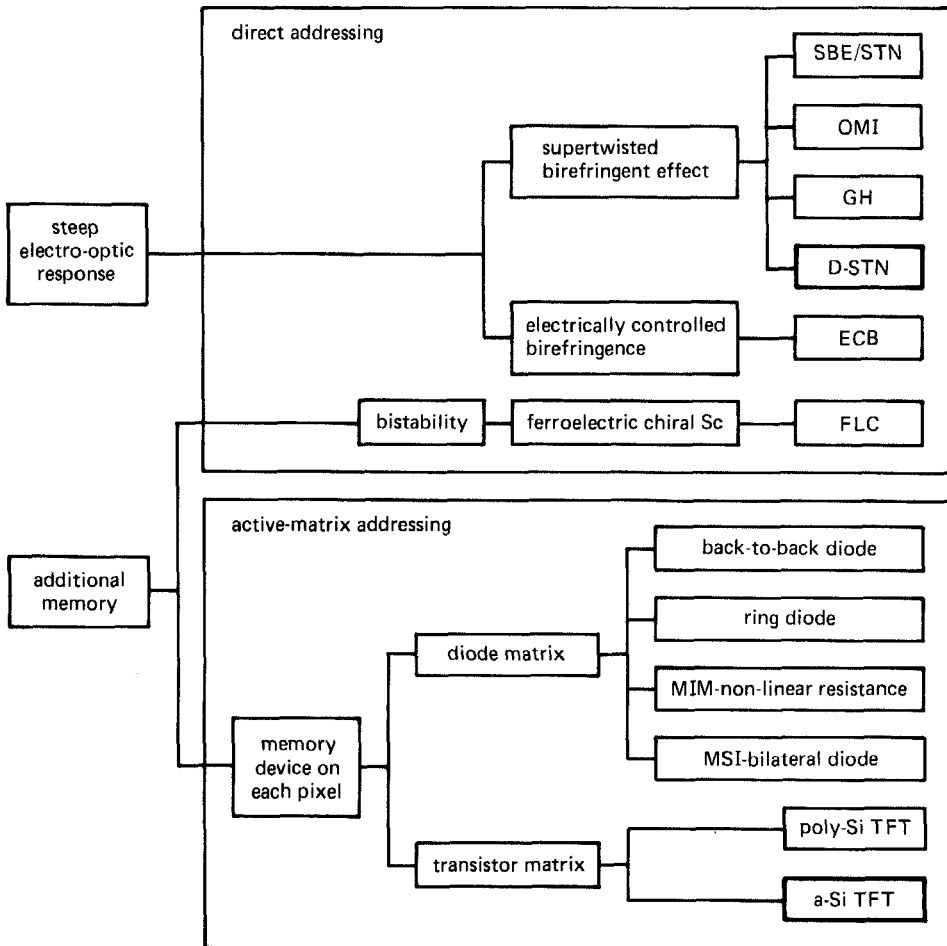 direct addressing
SBE/STN
OMI
supertwisted
birefringent effect
GH
steep
electro-optic
response
D-STN
electrically controlled
birefringence
ECB
bistability
ferroelectric chiral Sc
FLC
active-matrix addressing
back-to-back diode
additional
memory
ring diode
diode matrix
MIM-non-linear resistance
memory
device on
each pixel
MSI-bilateral diode
poly-Si TFT
transistor matrix
a-Si TFT